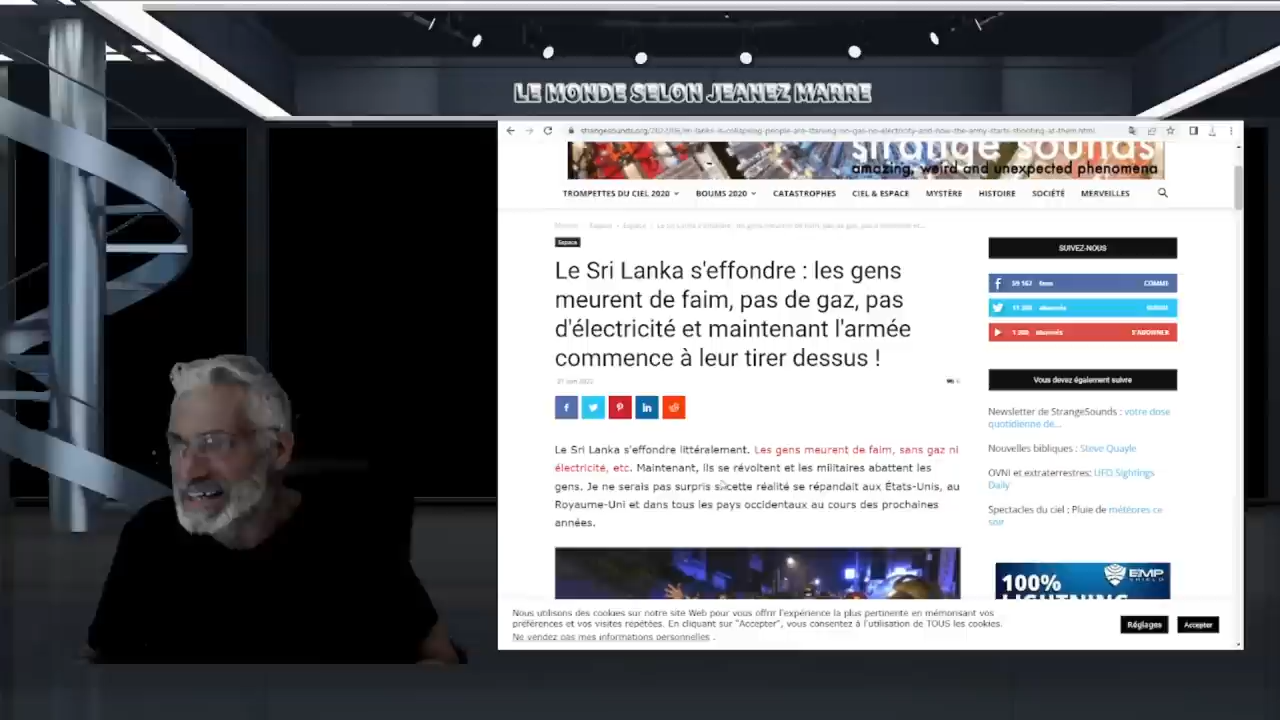 LE MONDE SELON JEANEZ MARRE
strange sounds
amazing, weird and unexpected phenomena
TROMPETTES DU CIEL 2020
BOUMS 2020
CATASTROPHES
CIEL & ESPACE
MYSTÈRE
HISTOIRE
SOCIÉTÉ
MERVEILLES
Espace
Le Sri Lanka s'effondre : les gens
meurent de faim, pas de gaz, pas
d'électricité et maintenant l'armée
commence à leur tirer dessus !
Le Sri Lanka s'effondre littéralement. Les gens meurent de faim, sans gaz ni
électricité, etc. Maintenant, ils se révoltent et les militaires abattent les
gens. Je ne serais pas surpris si cette réalité se répandait aux États-Unis, au
Royaume-Uni et dans tous les pays occidentaux au cours des prochaines
années.
SUIVEZ-NOUS
59 162 fans
COMME
abonnés
abonnés
S'ABONNER
Vous devez également suivre
Newsletter de StrangeSounds : votre dose
quotidienne de...
Nouvelles bibliques : Steve Quayle
OVNI et extraterrestres: UFO Sightings
Daily
Spectacles du ciel : Pluie de météores ce
soir
EMP
SHIELD
100%
LIGHTNING
Nous utilisons des cookies sur notre site Web pour vous offrir l'expérience la plus pertinente en mémorisant vos
préférences et vos visites repétées. En cliquant sur "Accepter", vous consentez à l'utilisation de TOUS les cookies.
Ne vendez pas mes informations personnelles .
Réglages
Accepter